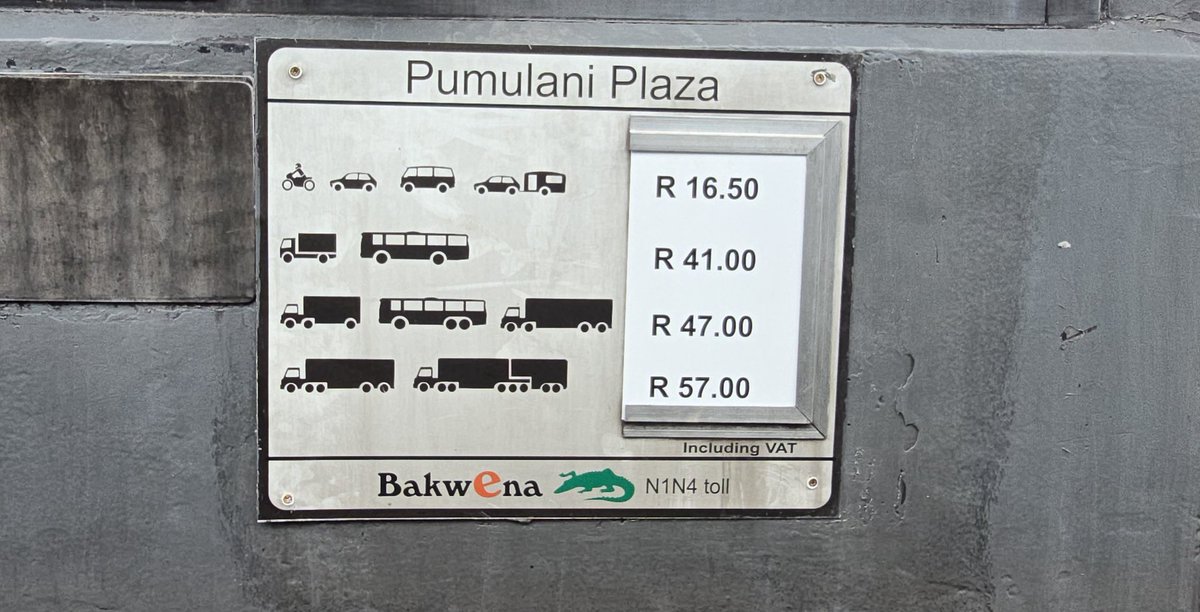 Pumulani Plaza
R 16.50
R 41.00
R 47.00
R 57.00
Including VAT
Bakwena N1N4 toll